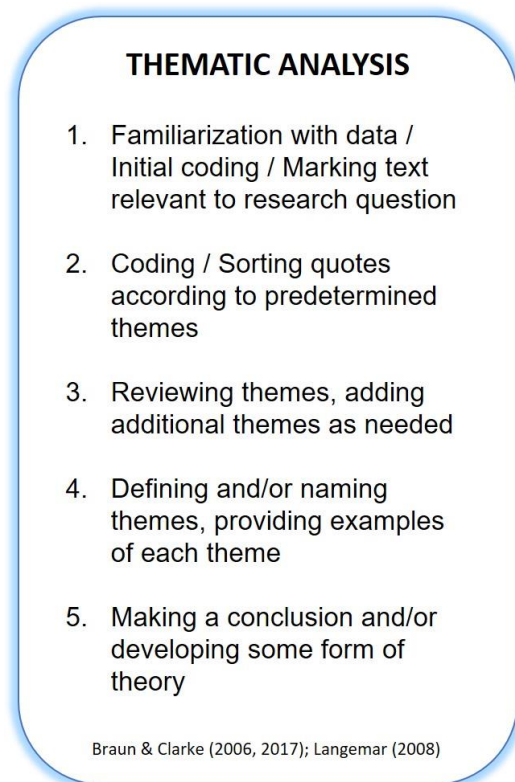 THEMATIC ANALYSIS
1. Familiarization with data /
Initial coding / Marking text
relevant to research question
2. Coding / Sorting quotes
according to predetermined
themes
3. Reviewing themes, adding
additional themes as needed
4. Defining and/or naming
themes, providing examples
of each theme
5. Making a conclusion and/or
developing some form of
theory
Braun & Clarke (2006, 2017); Langemar (2008)